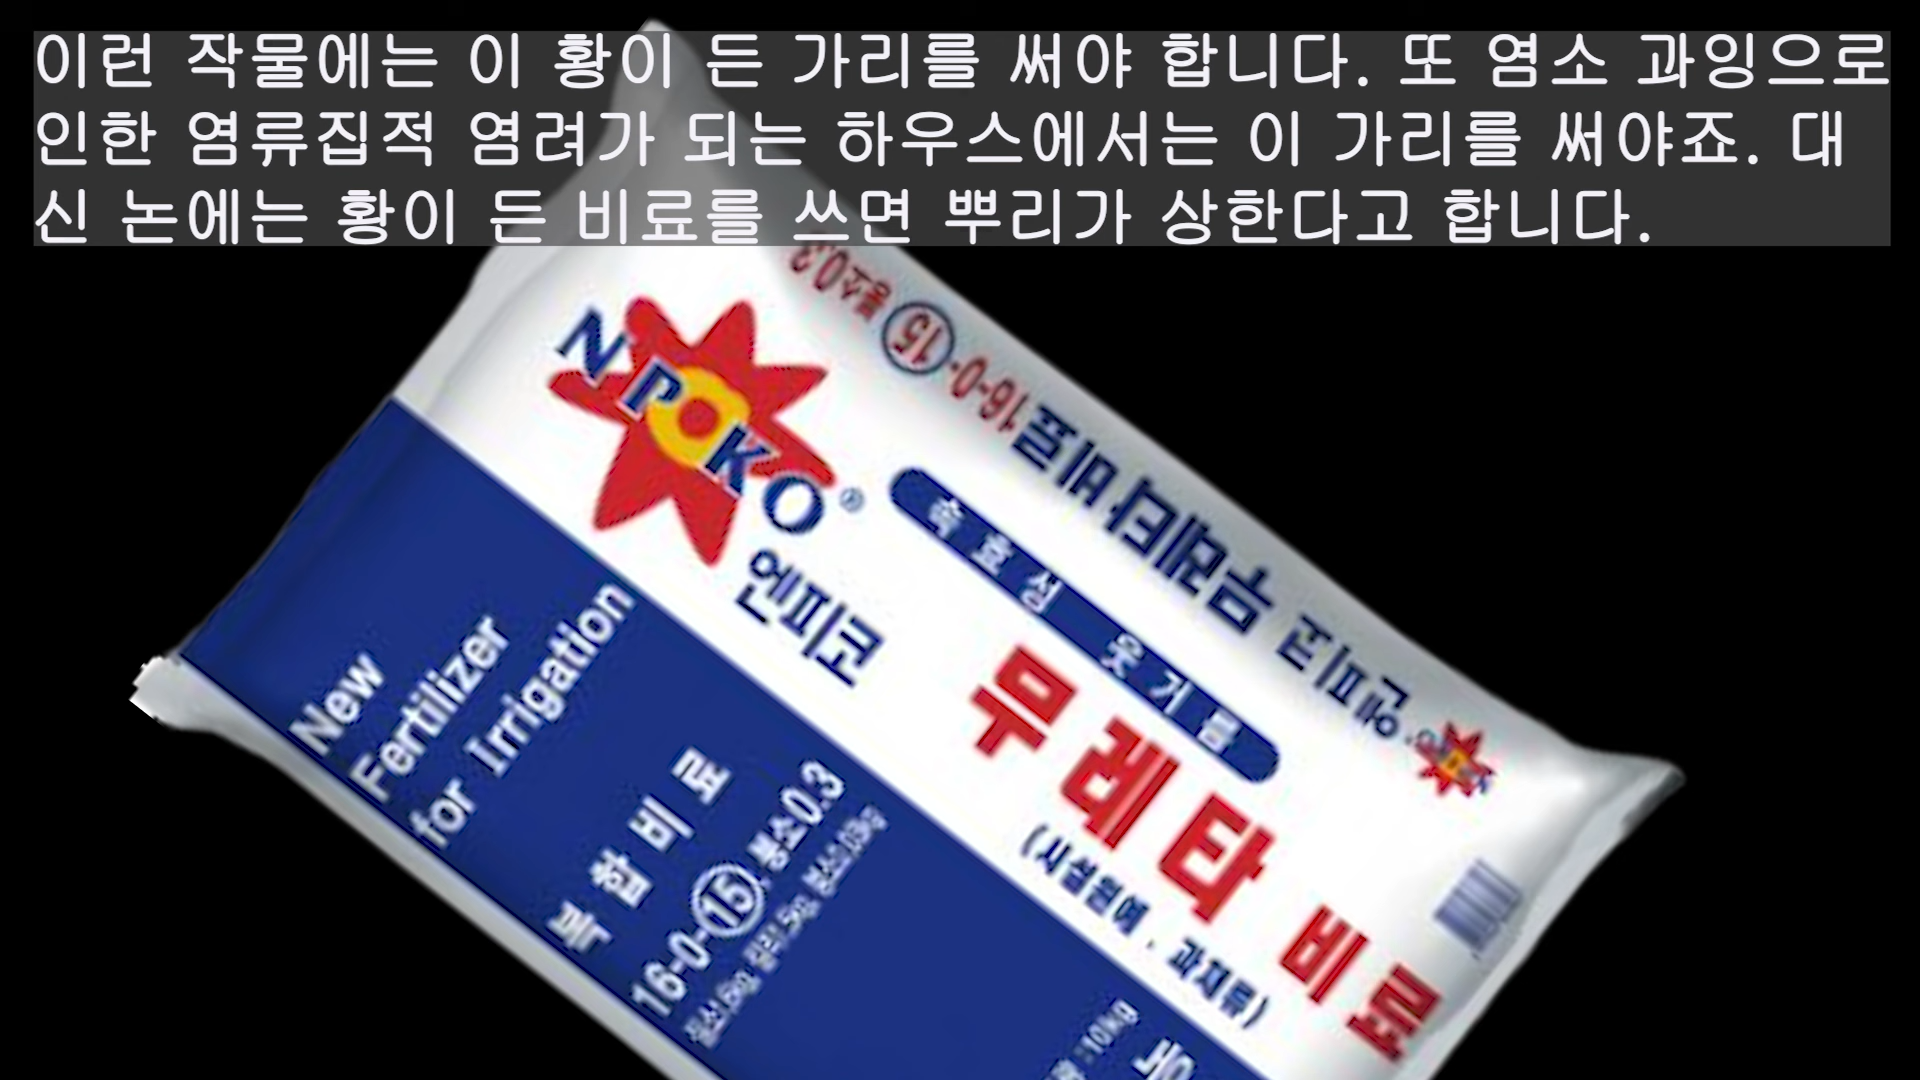 이런 작물에는 이 황이 든 가리를 써야 합니다. 또 염소 과잉으로
인한 염류집적 염려가 되는 하우스에서는 이 가리를 써야죠. 대
신 논에는 황이 든 비료를 쓰면 뿌리가 상한다고 합니다.
16-0-15 붕소0.3
NPOKO®
엔피코
속효성 웃거름
무레타 비료
(시설원예 . 과채류)
New
Fertilizer
for Irrigation
복합비료
16-0-15. 붕소0.3
:10kg